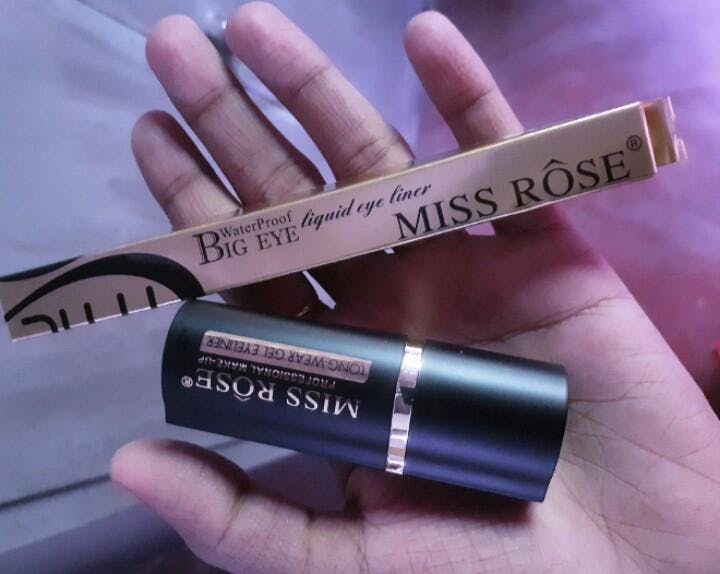 WaterProof
BIG EYE liquid eye liner
MISS RÔSE®
MISS RÔSE®
PROFESSIONAL MAKE-UP
LONG-WEAR GEL EYELINER